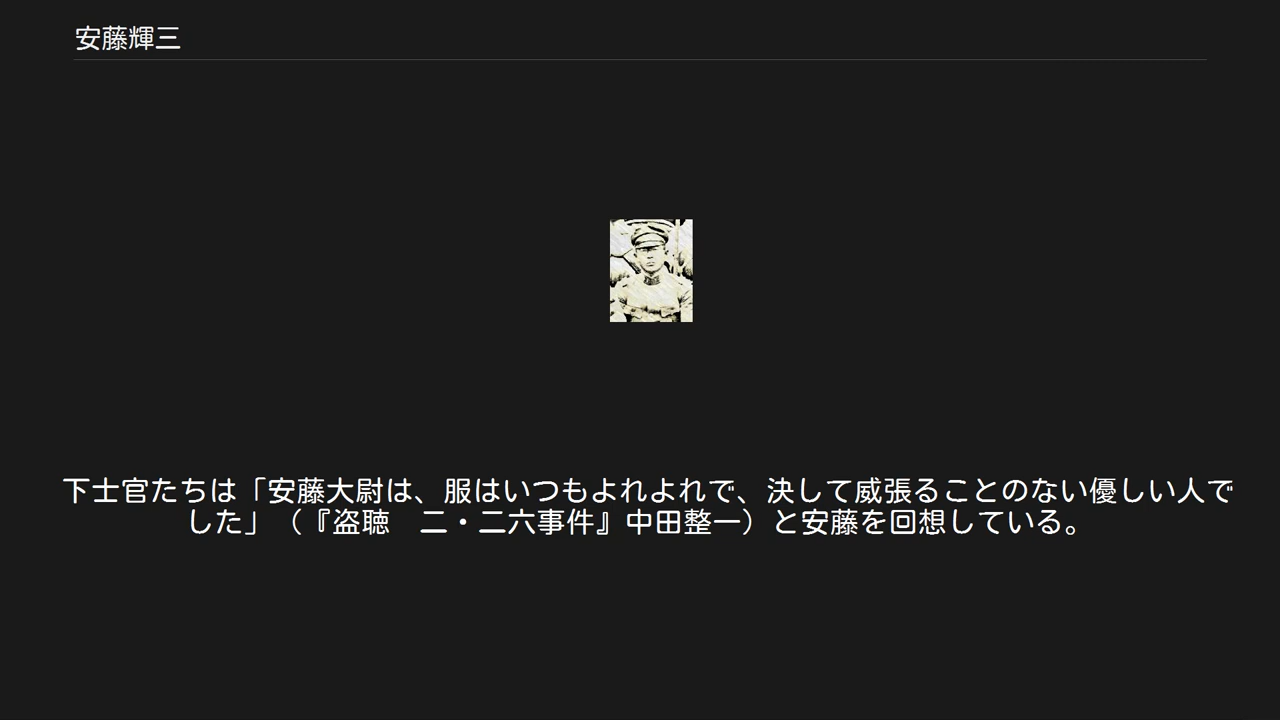 安藤輝三
下士官たちは「安藤大尉は、服はいつもよれよれで、決して威張ることのない優しい人で
した」（『盗聴　二・二六事件』中田整一）と安藤を回想している。